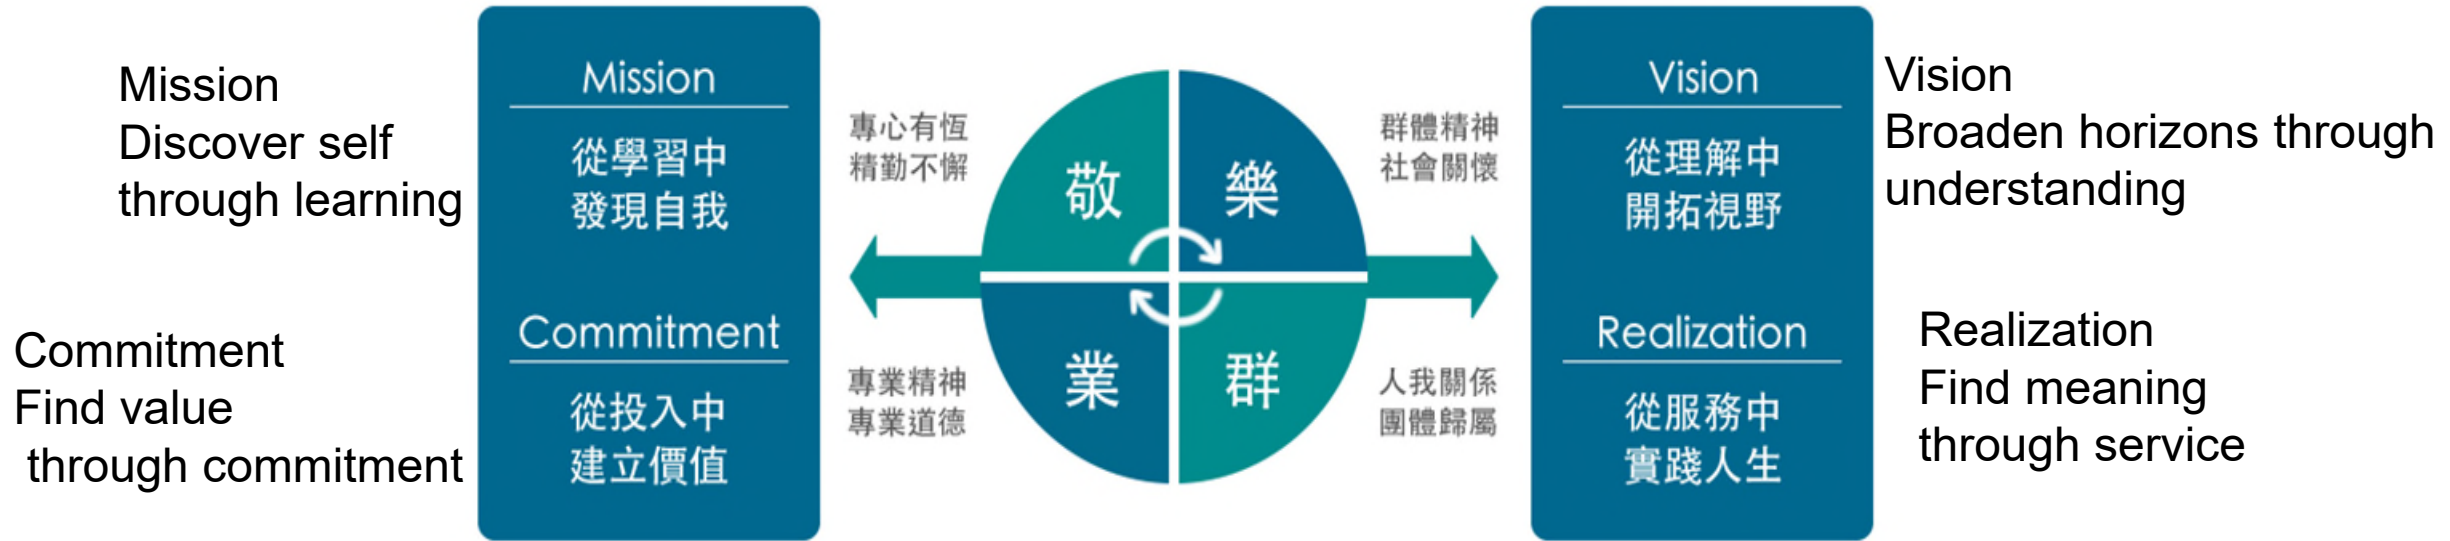 Mission
Discover self
through learning
Commitment
Find value
through commitment
Mission
從學習中
發現自我
Commitment
從投入中
建立價值
專心有恆
精勤不懈
專業精神
專業道德
敬
樂
業
群
群體精神
社會關懷
人我關係
團體歸屬
Vision
從理解中
開拓視野
Realization
從服務中
實踐人生
Vision
Broaden horizons through
understanding
Realization
Find meaning
through service